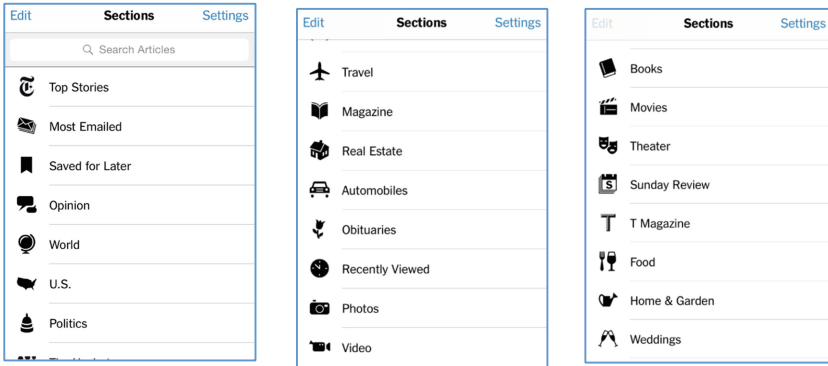 Edit Sections Settings
Search Articles
Top Stories
Most Emailed
Saved for Later
Opinion
World
U.S.
Politics
Edit Sections Settings
Travel
Magazine
Real Estate
Automobiles
Obituaries
Recently Viewed
Photos
Video
Edit Sections Settings
Books
Movies
Theater
Sunday Review
T Magazine
Food
Home & Garden
Weddings